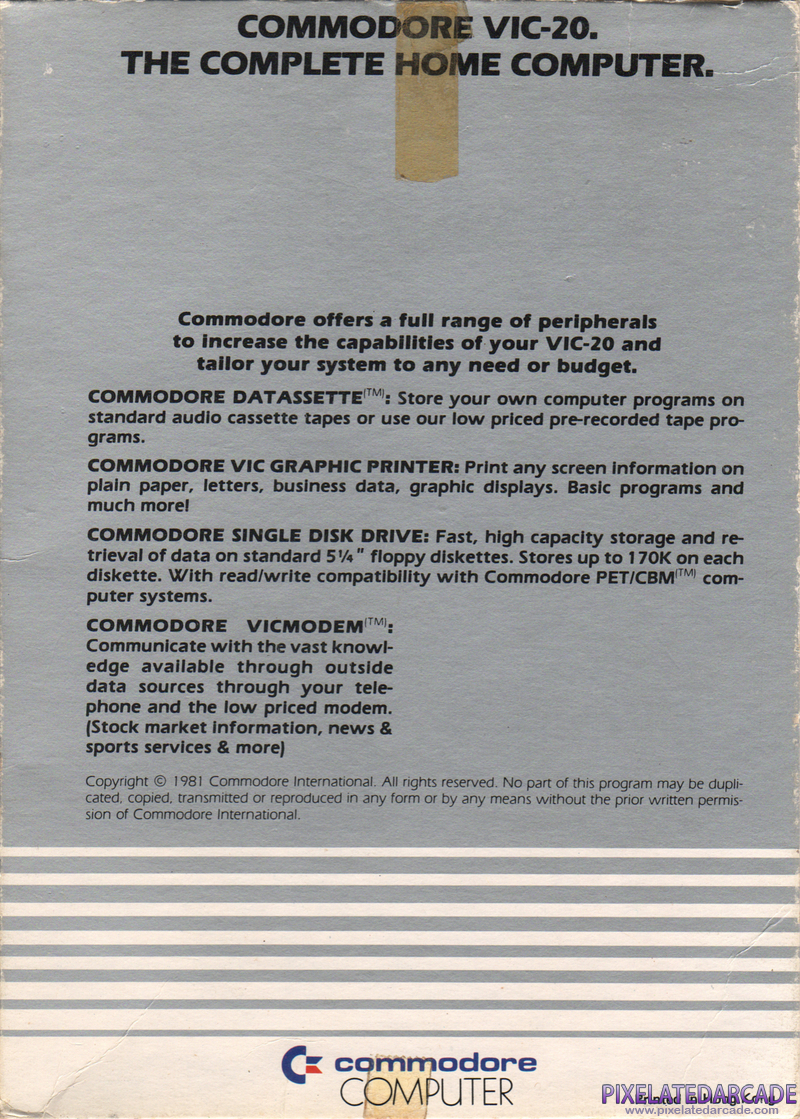 COMMODORE VIC-20.
THE COMPLETE HOME COMPUTER.
Commodore offers a full range of peripherals
to increase the capabilities of your VIC-20 and
tailor your system to any need or budget.
COMMODORE DATASSETTE(TM): Store your own computer programs on
standard audio cassette tapes or use our low priced pre-recorded tape pro-
grams.
COMMODORE VIC GRAPHIC PRINTER: Print any screen information on
plain paper, letters, business data, graphic displays. Basic programs and
much more!
COMMODORE SINGLE DISK DRIVE: Fast, high capacity storage and re-
trieval of data on standard 5¼" floppy diskettes. Stores up to 170K on each
diskette. With read/write compatibility with Commodore PET/CBM(TM) com-
puter systems.
COMMODORE VICMODEM(TM):
Communicate with the vast knowl-
edge available through outside
data sources through your tele-
phone and the low priced modem.
(Stock market information, news &
sports services & more)
Copyright © 1981 Commodore International. All rights reserved. No part of this program may be dupli-
cated, copied, transmitted or reproduced in any form or by any means without the prior written permis-
sion of Commodore International.
commodore
COMPUTER
Printed in Hong Kong
PIXELATEDARCADE
www.pixelatedarcade.com